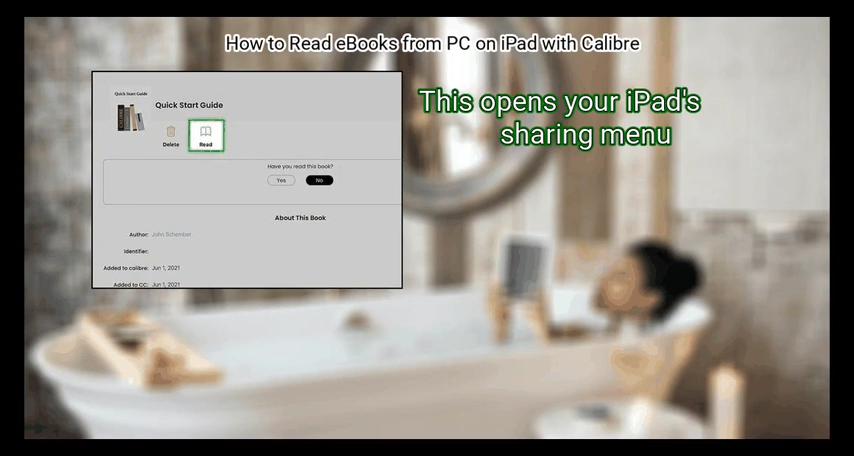 How to Read eBooks from PC on iPad with Calibre
This opens your iPad's
sharing menu
Quick Start Guide
Quick Start Guide
Delete
Read
Have you read this book?
Yes
No
About This Book
Author: John Schember
Identifier:
Added to calibre: Jun 1, 2021
Added to CC: Jun 1, 2021